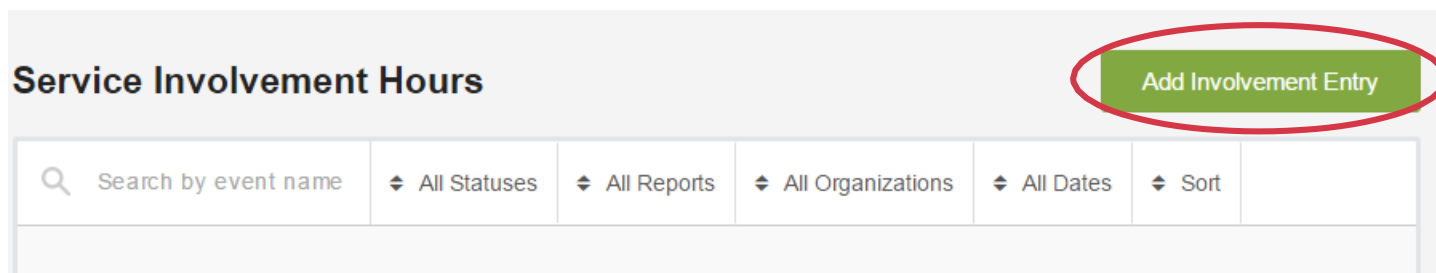 Service Involvement Hours
Add Involvement Entry
Search by event name
All Statuses
All Reports
All Organizations
All Dates
Sort